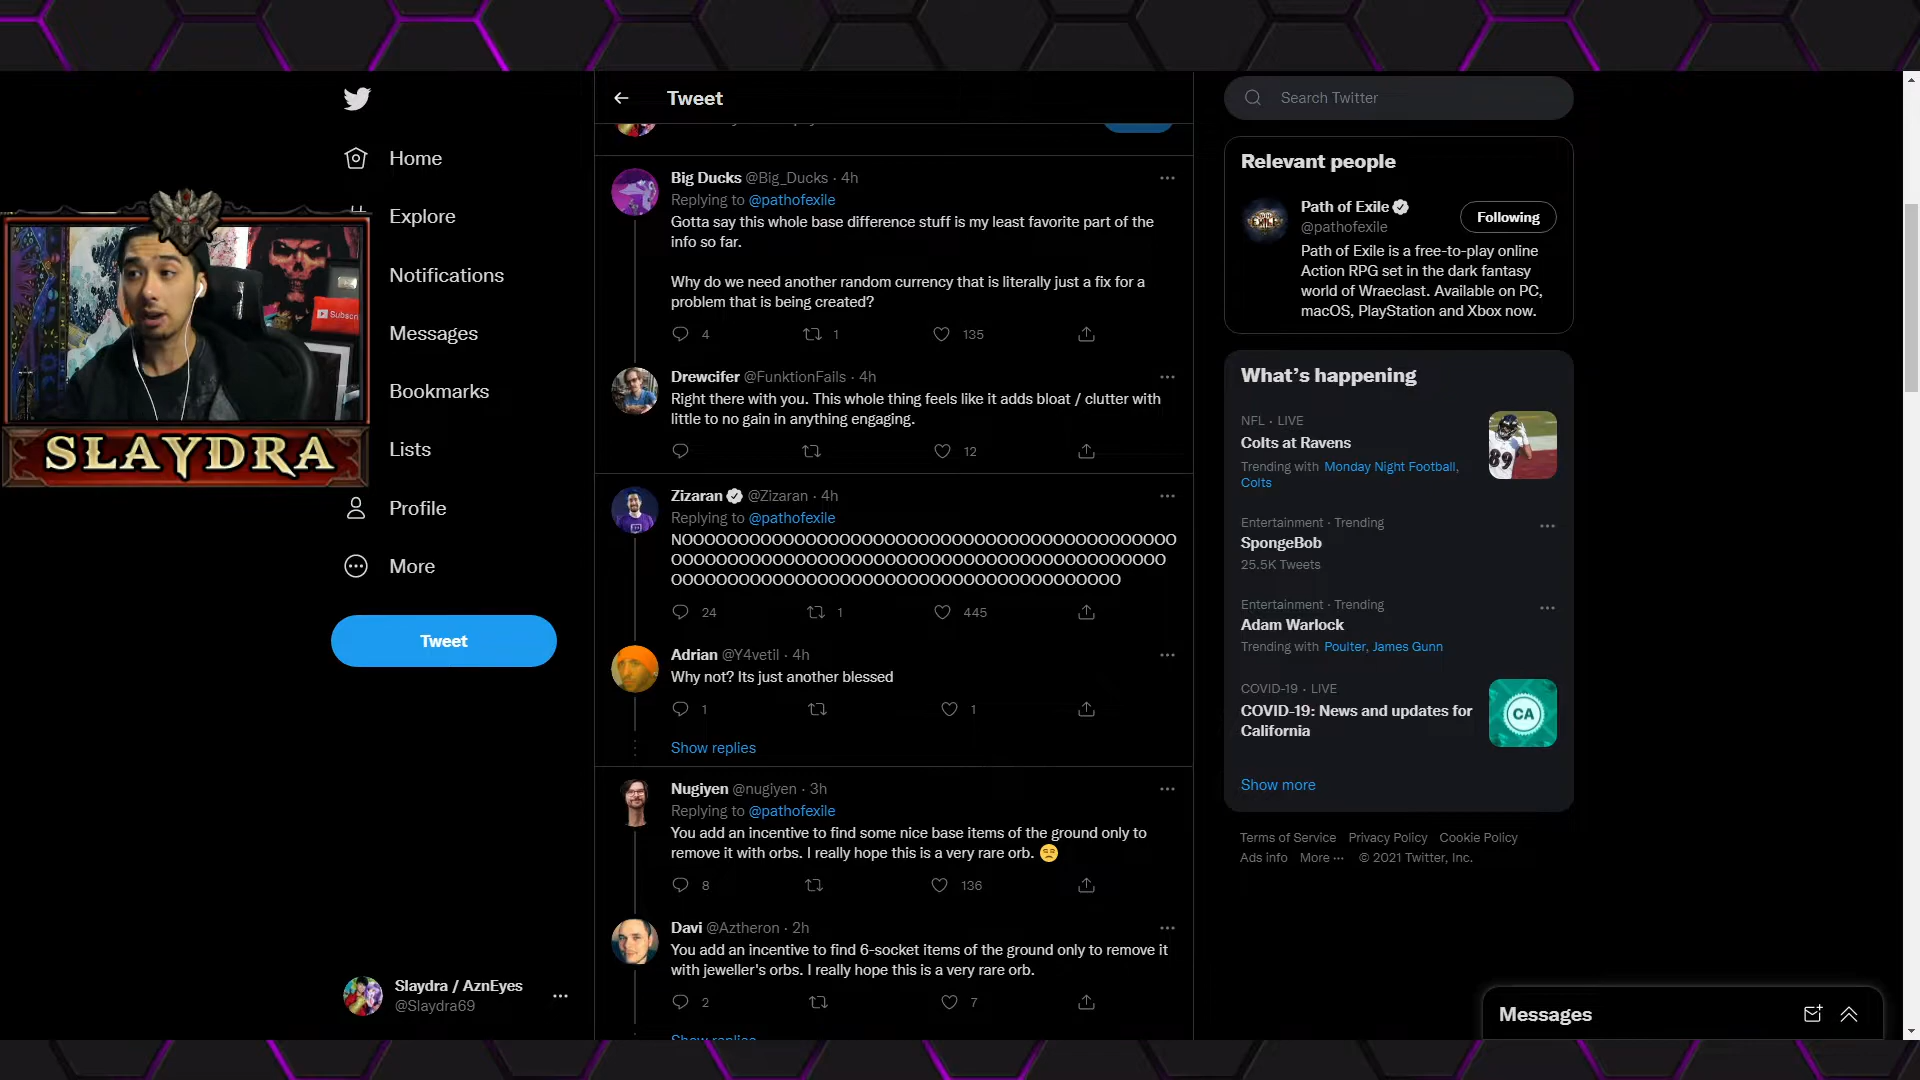 Tweet
Search Twitter
Home
Explore
Notifications
Messages
Bookmarks
Lists
Profile
More
Tweet
Subscr
SLAYDRA
Slaydra / AznEyes
@Slaydra69
Big Ducks @Big_Ducks · 4h
Replying to @pathofexile
Gotta say this whole base difference stuff is my least favorite part of the
info so far.
Why do we need another random currency that is literally just a fix for a
problem that is being created?
4 1 135
Drewcifer @FunktionFails · 4h
Right there with you. This whole thing feels like it adds bloat / clutter with
little to no gain in anything engaging.
12
Zizaran @Zizaran · 4h
Replying to @pathofexile
NOOOOOOOOOOOOOOOOOOOOOOOOOOOOOOOOOOOOOOOOOOO
OOOOOOOOOOOOOOOOOOOOOOOOOOOOOOOOOOOOOOOOOOOO
OOOOOOOOOOOOOOOOOOOOOOOOOOOOOOOOOOOOOOOO
24 1 445
Adrian @Y4vetil · 4h
Why not? Its just another blessed
1 1
Show replies
Nugiyen @nugiyen · 3h
Replying to @pathofexile
You add an incentive to find some nice base items of the ground only to
remove it with orbs. I really hope this is a very rare orb. 😒
8 136
Davi @Aztheron · 2h
You add an incentive to find 6-socket items of the ground only to remove it
with jeweller's orbs. I really hope this is a very rare orb.
2 7
Show replies
Relevant people
Path of Exile
@pathofexile
Following
Path of Exile is a free-to-play online
Action RPG set in the dark fantasy
world of Wraeclast. Available on PC,
macOS, PlayStation and Xbox now.
What's happening
NFL · LIVE
Colts at Ravens
Trending with Monday Night Football,
Colts
89
Entertainment · Trending
SpongeBob
25.5K Tweets
Entertainment · Trending
Adam Warlock
Trending with Poulter, James Gunn
COVID-19 · LIVE
COVID-19: News and updates for
California
CA
Show more
Terms of Service Privacy Policy Cookie Policy
Ads info More ··· © 2021 Twitter, Inc.
Messages